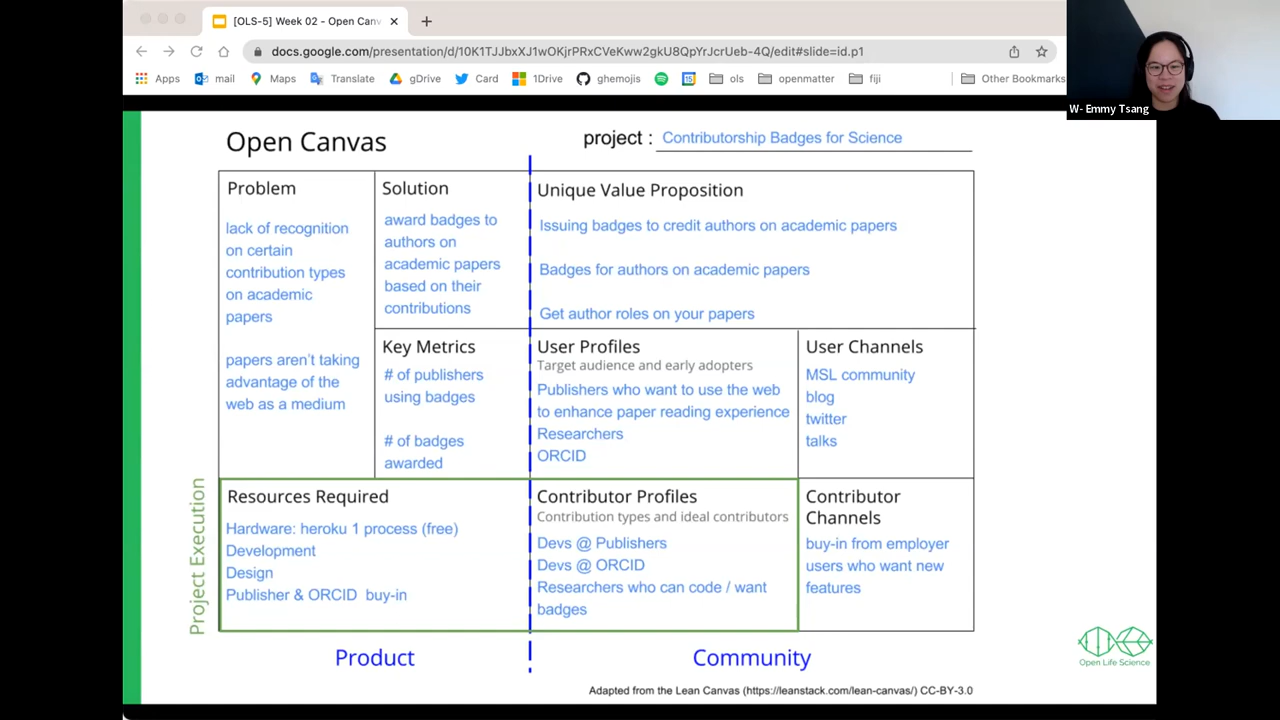 [OLS-5] Week 02 - Open Canv
docs.google.com/presentation/d/10K1TJJbxXJ1wOKjrPRxCVeKww2gkU8QpYrJcrUeb-4Q/edit#slide=id.p1
Apps mail Maps Translate gDrive Card 1Drive ghemojis ols openmatter fiji Other Bookmarks
W- Emmy Tsang
Open Canvas
project : Contributorship Badges for Science
Problem
lack of recognition
on certain
contribution types
on academic
papers
papers aren't taking
advantage of the
web as a medium
Solution
award badges to
authors on
academic papers
based on their
contributions
Unique Value Proposition
Issuing badges to credit authors on academic papers
Badges for authors on academic papers
Get author roles on your papers
Key Metrics
# of publishers
using badges
# of badges
awarded
User Profiles
Target audience and early adopters
Publishers who want to use the web
to enhance paper reading experience
Researchers
ORCID
User Channels
MSL community
blog
twitter
talks
Project Execution
Resources Required
Hardware: heroku 1 process (free)
Development
Design
Publisher & ORCID buy-in
Contributor Profiles
Contribution types and ideal contributors
Devs @ Publishers
Devs @ ORCID
Researchers who can code / want
badges
Contributor
Channels
buy-in from employer
users who want new
features
Product
Community
Open Life Science
Adapted from the Lean Canvas (https://leanstack.com/lean-canvas/) CC-BY-3.0